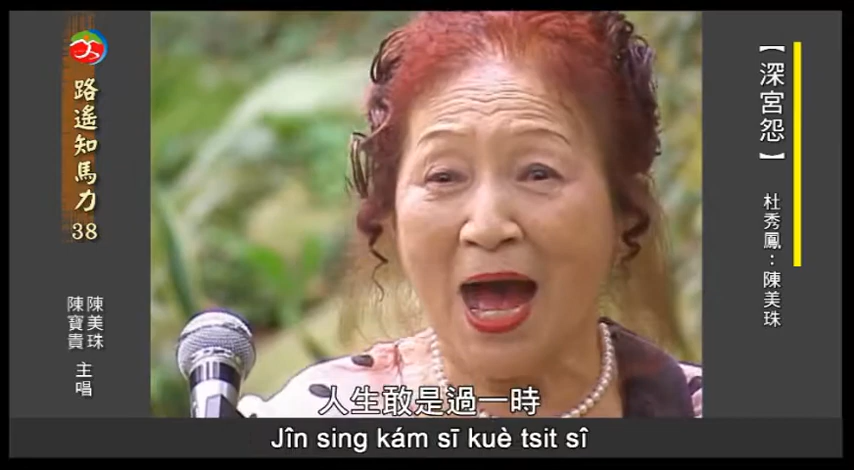 路遙知馬力
38
陳美珠
陳寶貴
主唱
【深宮怨】
杜秀鳳：陳美珠
人生敢是過一時
Jîn sing kám sī kuè tsit sî